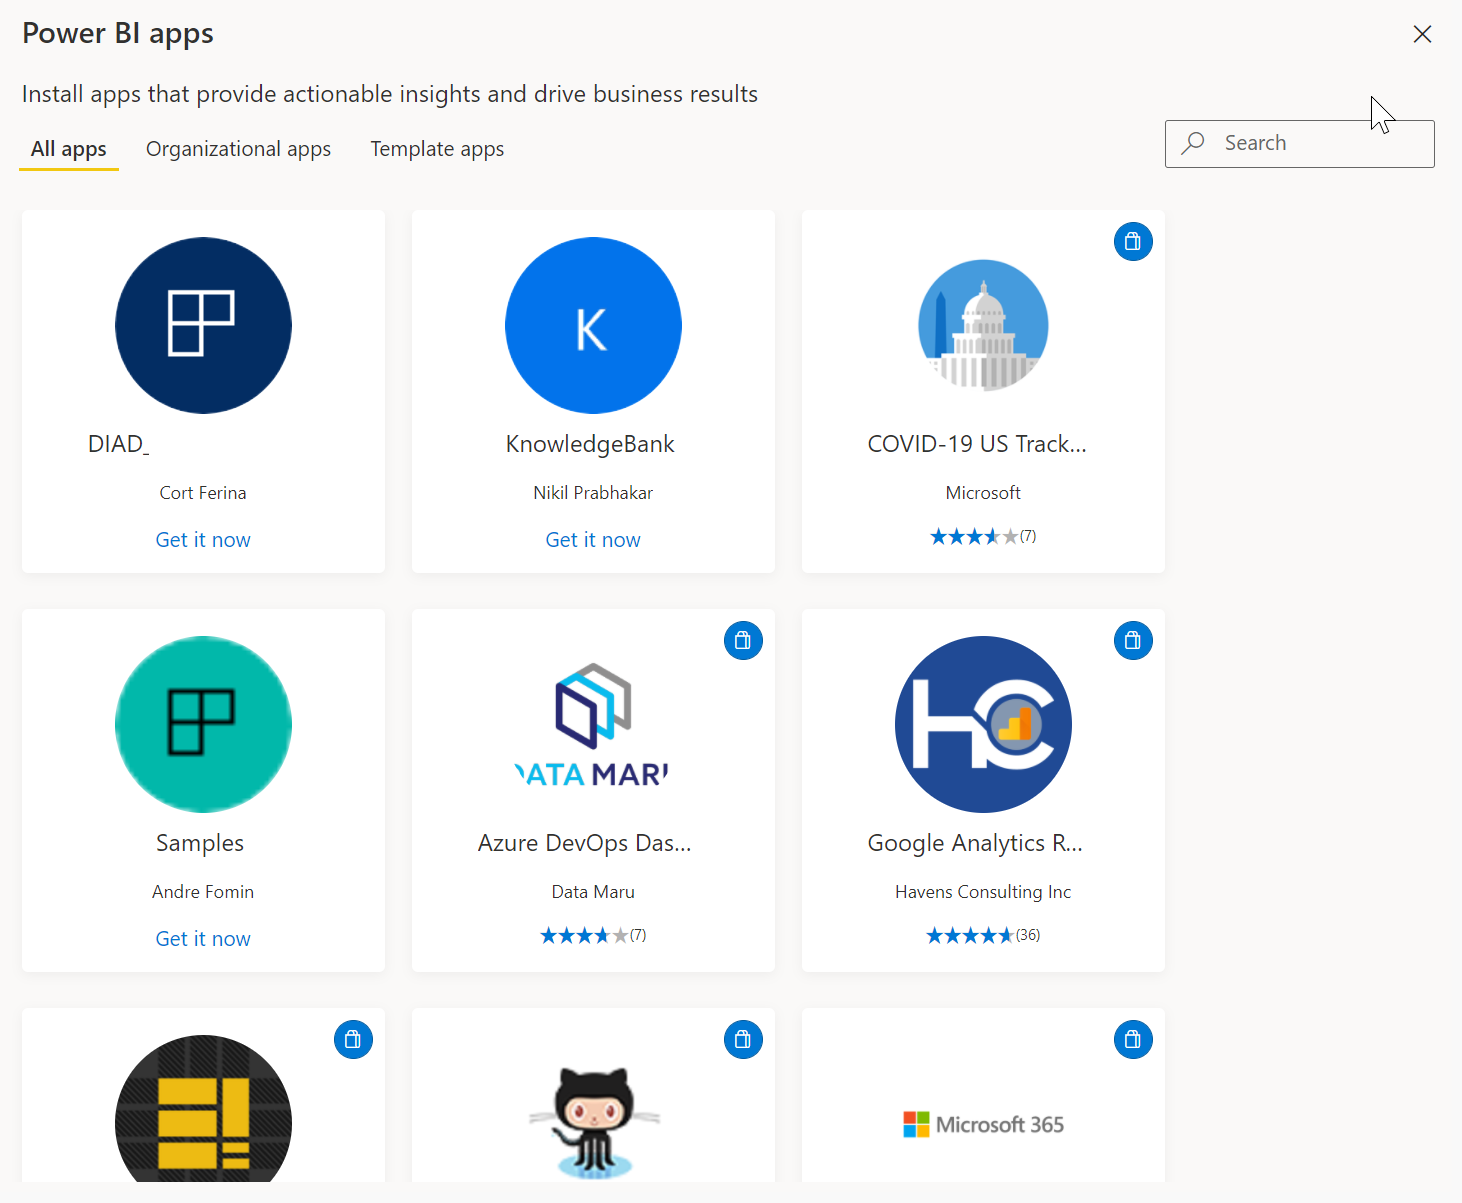 Power BI apps
Install apps that provide actionable insights and drive business results
All apps
Organizational apps
Template apps
Search
K
DIAD_
KnowledgeBank
COVID-19 US Track...
Cort Ferina
Nikil Prabhakar
Microsoft
Get it now
Get it now
(7)
HC
DATA MARU
Samples
Azure DevOps Das...
Google Analytics R...
Andre Fomin
Data Maru
Havens Consulting Inc
Get it now
(7)
(36)
Microsoft 365